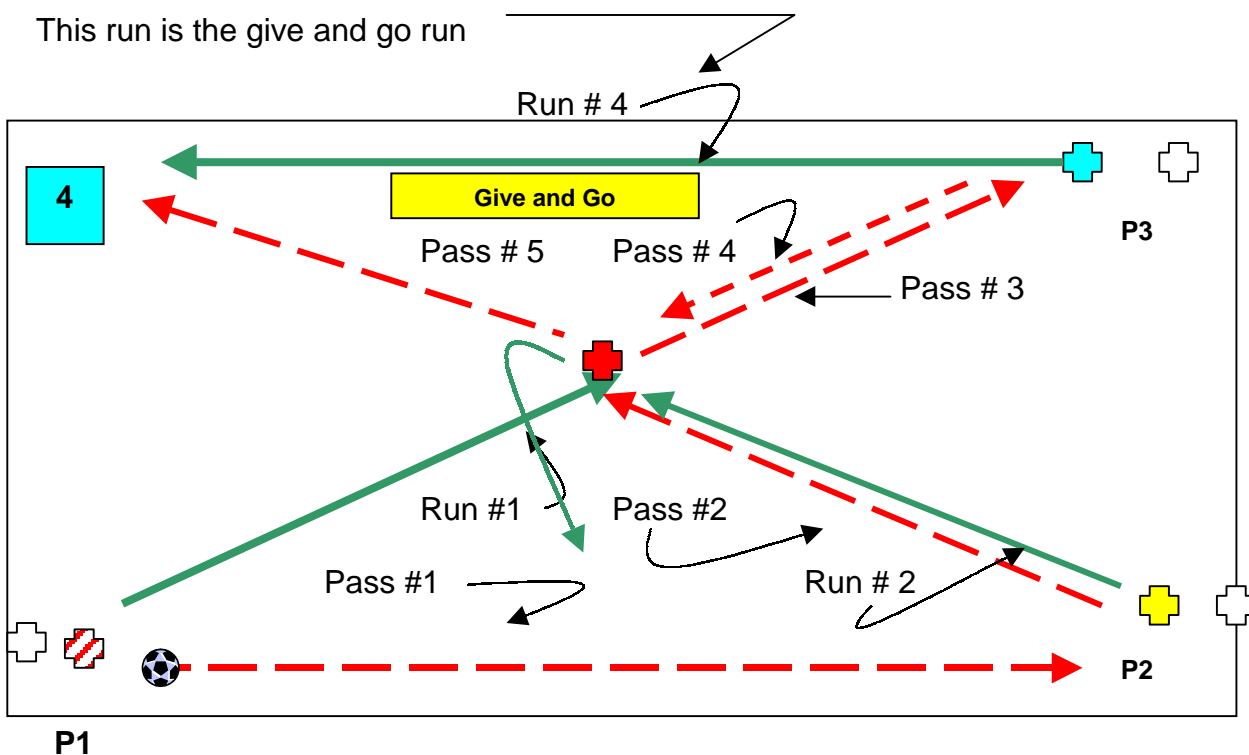 This run is the give and go run
Run # 4
4
Give and Go
P3
Pass # 5
Pass # 4
Pass # 3
Run #1
Pass #2
Pass #1
Run # 2
P2
P1